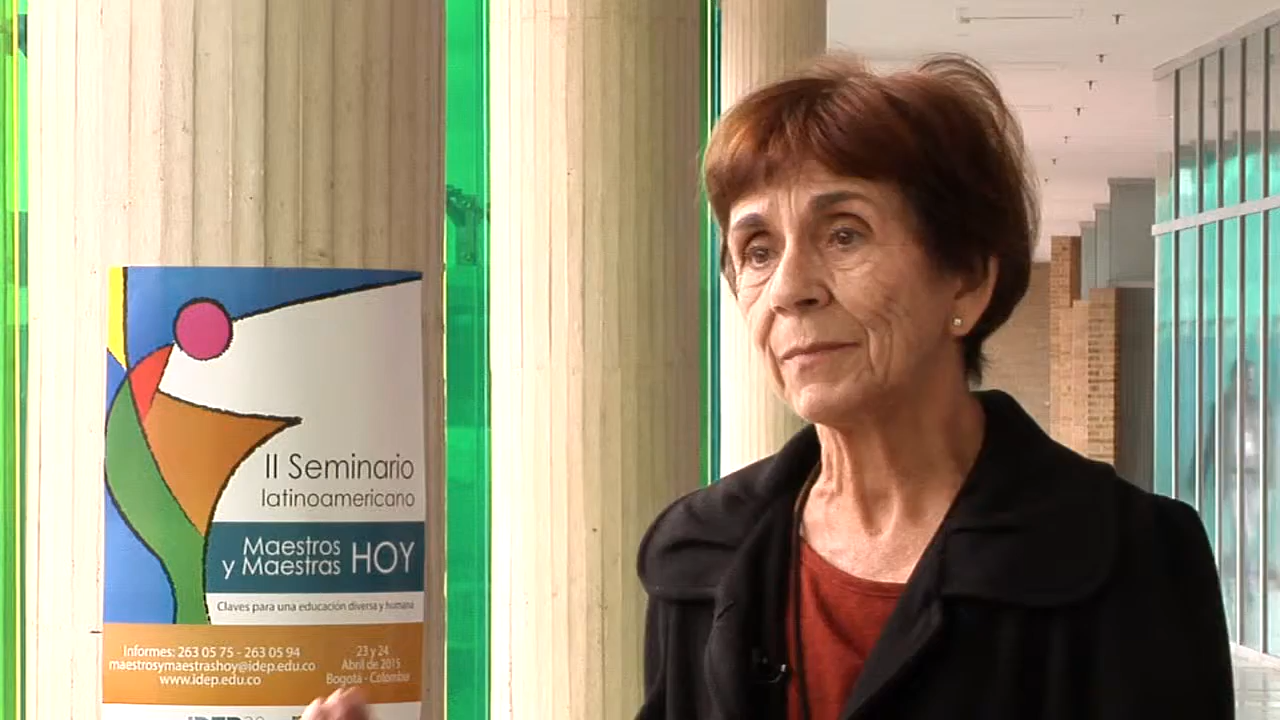 II Seminario
latinoamericano
Maestros
y Maestras HOY
Claves para una educación diversa y humana
Informes: 263 05 75 - 263 05 94
maestrosymaestrashoy@idep.edu.co
www.idep.edu.co
23 y 24
Abril de 2015
Bogotá - Colombia